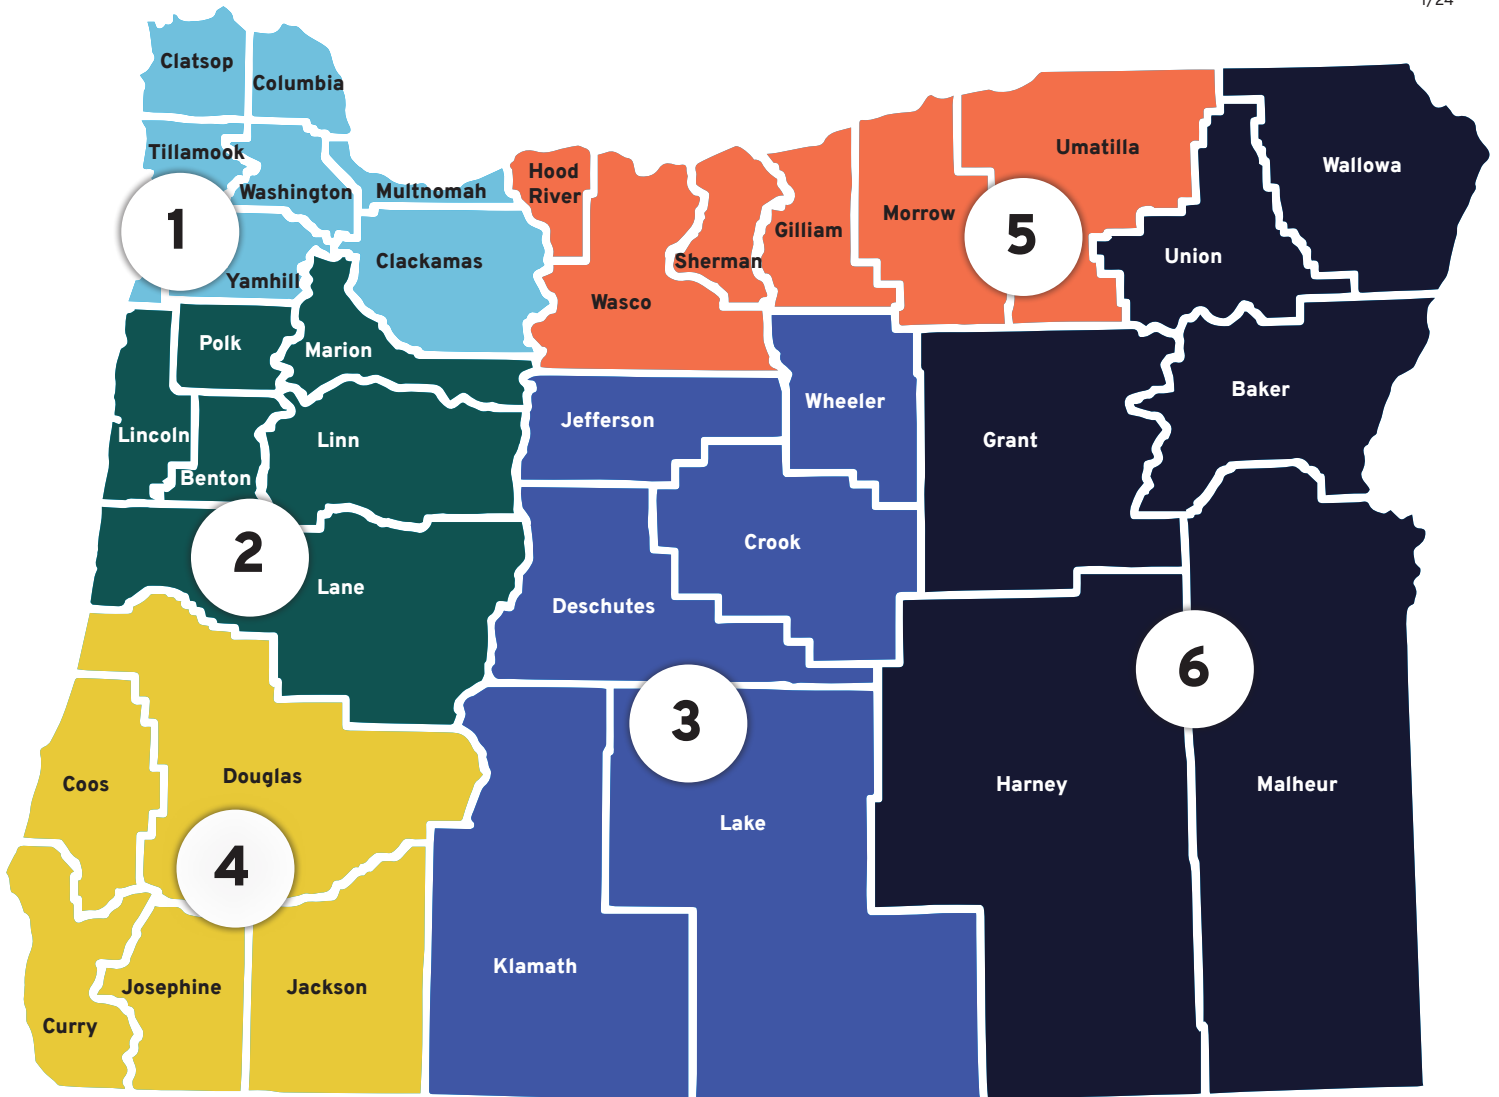 1/24
Clatsop
Columbia
Tillamook
Washington
Multnomah
Hood
River
Umatilla
Wallowa
1
Yamhill
Clackamas
Wasco
Sherman
Gilliam
Morrow
5
Union
Polk
Marion
Jefferson
Wheeler
Grant
Baker
Lincoln
Linn
Benton
2
Lane
Crook
Deschutes
6
3
Coos
Douglas
4
Lake
Harney
Malheur
Klamath
Josephine
Jackson
Curry